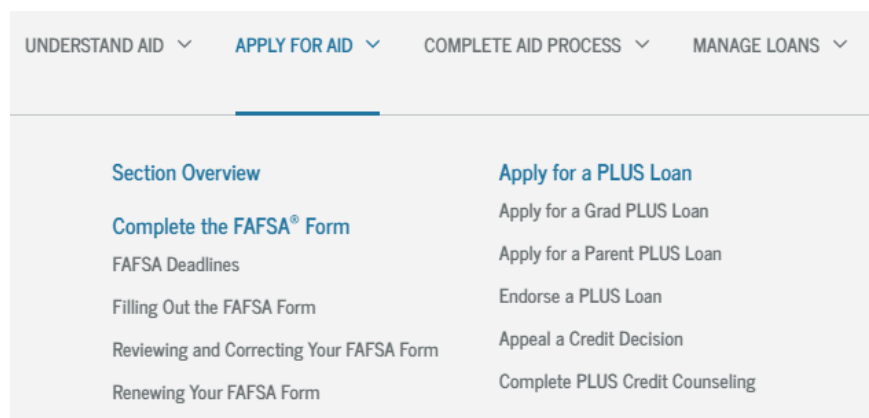 UNDERSTAND AID
APPLY FOR AID
COMPLETE AID PROCESS
MANAGE LOANS
Section Overview
Complete the FAFSA® Form
FAFSA Deadlines
Filling Out the FAFSA Form
Reviewing and Correcting Your FAFSA Form
Renewing Your FAFSA Form
Apply for a PLUS Loan
Apply for a Grad PLUS Loan
Apply for a Parent PLUS Loan
Endorse a PLUS Loan
Appeal a Credit Decision
Complete PLUS Credit Counseling